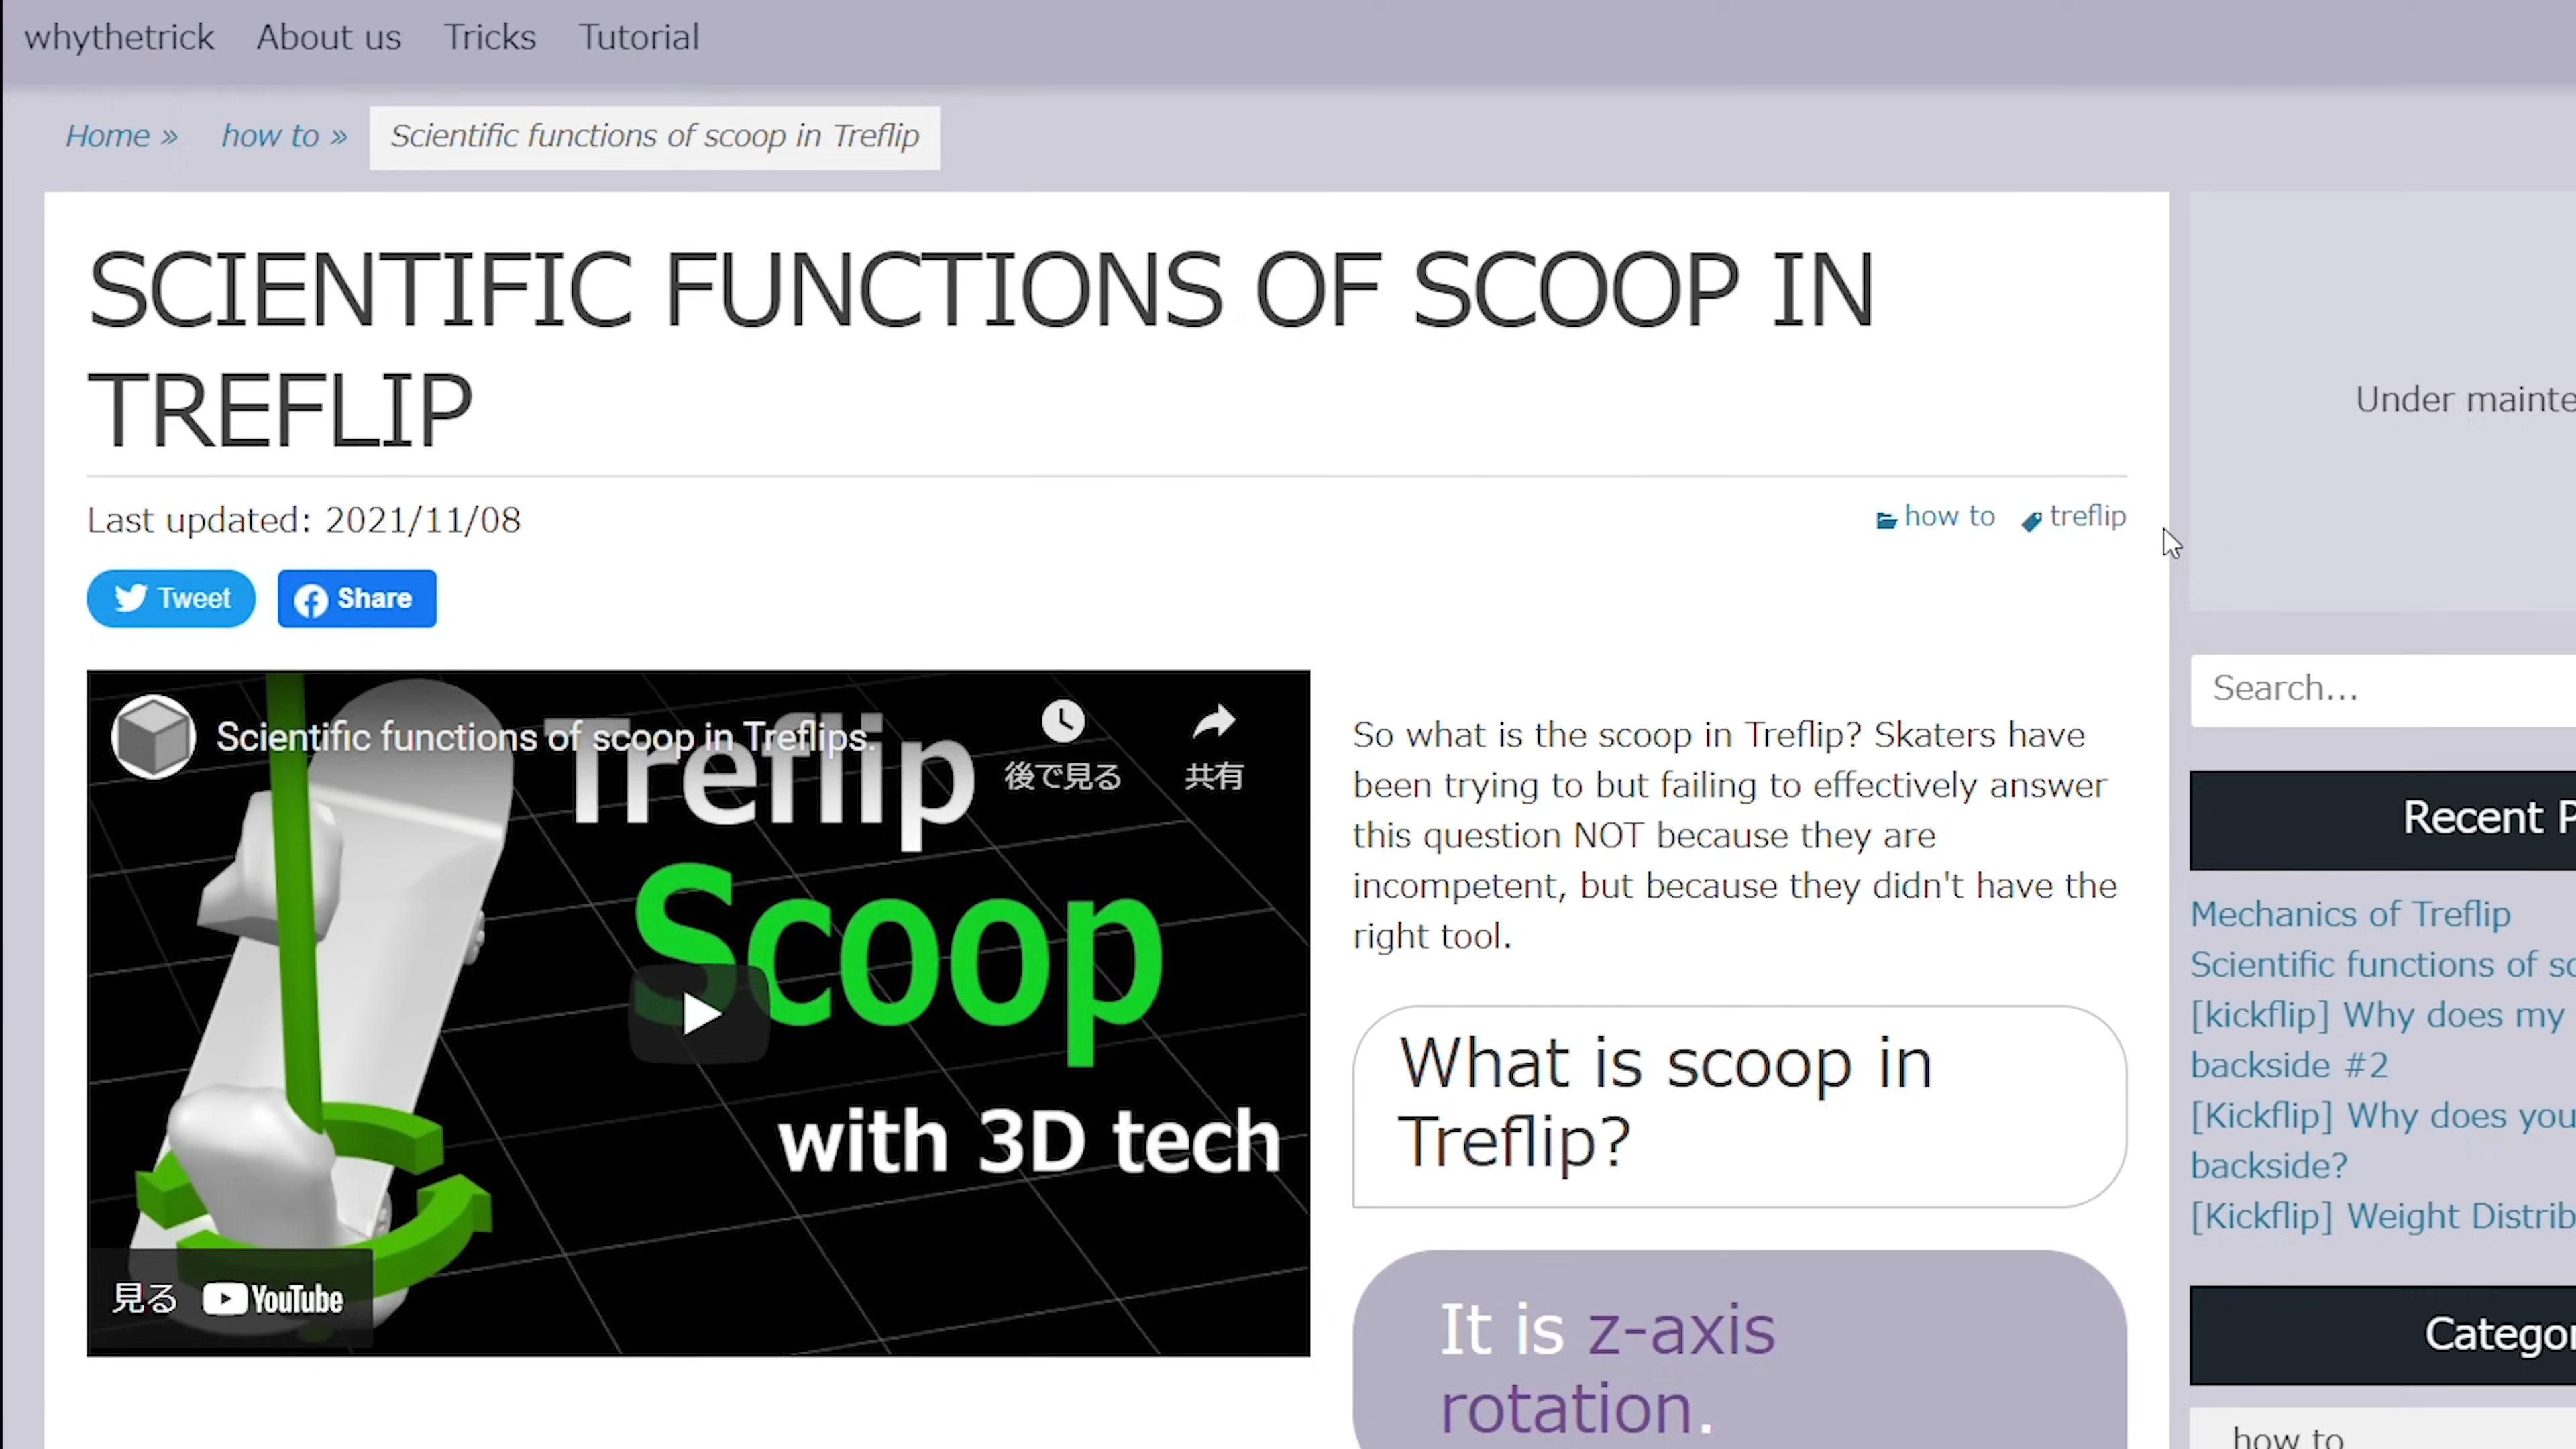 whythetrick About us Tricks Tutorial
Home » how to » Scientific functions of scoop in Treflip
SCIENTIFIC FUNCTIONS OF SCOOP IN
TREFLIP
Last updated: 2021/11/08
how to treflip
Tweet Share
Scientific functions of scoop in Treflips.
後で見る 共有
Treflip
Scoop
with 3D tech
見る YouTube
So what is the scoop in Treflip? Skaters have
been trying to but failing to effectively answer
this question NOT because they are
incompetent, but because they didn't have the
right tool.
What is scoop in
Treflip?
It is z-axis
rotation.
Under mainte
Search...
Recent P
Mechanics of Treflip
Scientific functions of sc
[kickflip] Why does my
backside #2
[Kickflip] Why does you
backside?
[Kickflip] Weight Distrib
Categor
how to